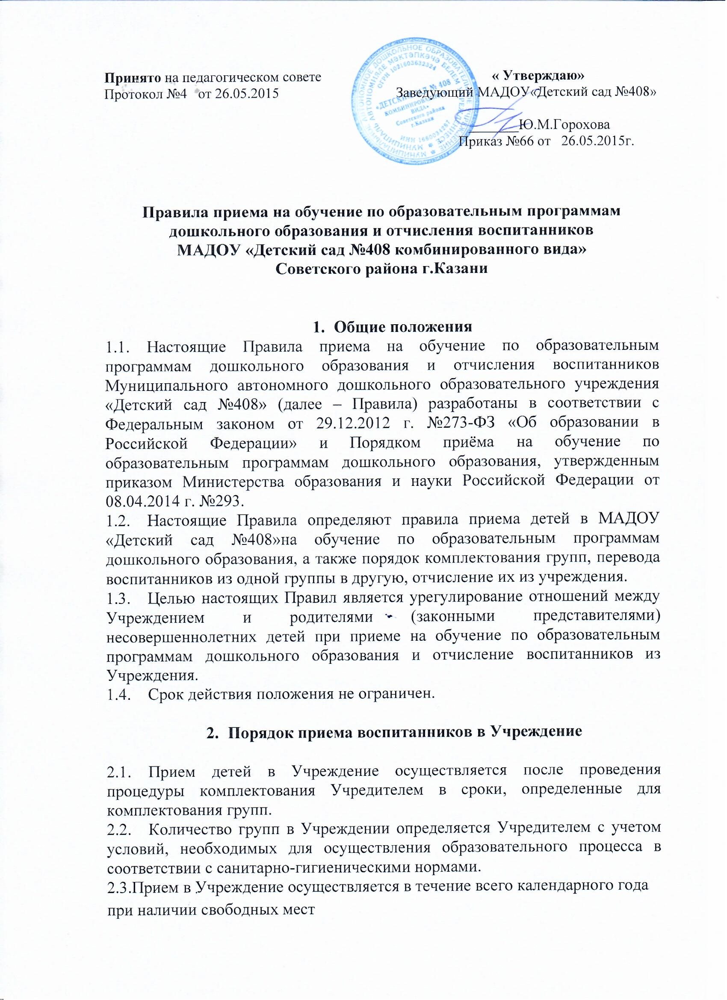 Принято на педагогическом совете
Протокол №4 от 26.05.2015
« Утверждаю»
Заведующий МАДОУ«Детский сад №408»
Ю.М.Горохова
Приказ №66 от 26.05.2015г.
ОГРН 1021603632324
«ДЕТСКИЙ САД № 408
КОМБИНИРОВАННОГО
ВИДА»
Советского района
г.Казани
ИНН 1660034287
Правила приема на обучение по образовательным программам
дошкольного образования и отчисления воспитанников
МАДОУ «Детский сад №408 комбинированного вида»
Советского района г.Казани
1. Общие положения
1.1. Настоящие Правила приема на обучение по образовательным
программам дошкольного образования и отчисления воспитанников
Муниципального автономного дошкольного образовательного учреждения
«Детский сад №408» (далее – Правила) разработаны в соответствии с
Федеральным законом от 29.12.2012 г. №273-ФЗ «Об образовании в
Российской Федерации» и Порядком приёма на обучение по
образовательным программам дошкольного образования, утвержденным
приказом Министерства образования и науки Российской Федерации от
08.04.2014 г. №293.
1.2. Настоящие Правила определяют правила приема детей в МАДОУ
«Детский сад №408»на обучение по образовательным программам
дошкольного образования, а также порядок комплектования групп, перевода
воспитанников из одной группы в другую, отчисление их из учреждения.
1.3. Целью настоящих Правил является урегулирование отношений между
Учреждением и родителями (законными представителями)
несовершеннолетних детей при приеме на обучение по образовательным
программам дошкольного образования и отчисление воспитанников из
Учреждения.
1.4. Срок действия положения не ограничен.
2. Порядок приема воспитанников в Учреждение
2.1. Прием детей в Учреждение осуществляется после проведения
процедуры комплектования Учредителем в сроки, определенные для
комплектования групп.
2.2. Количество групп в Учреждении определяется Учредителем с учетом
условий, необходимых для осуществления образовательного процесса в
соответствии с санитарно-гигиеническими нормами.
2.3.Прием в Учреждение осуществляется в течение всего календарного года
при наличии свободных мест